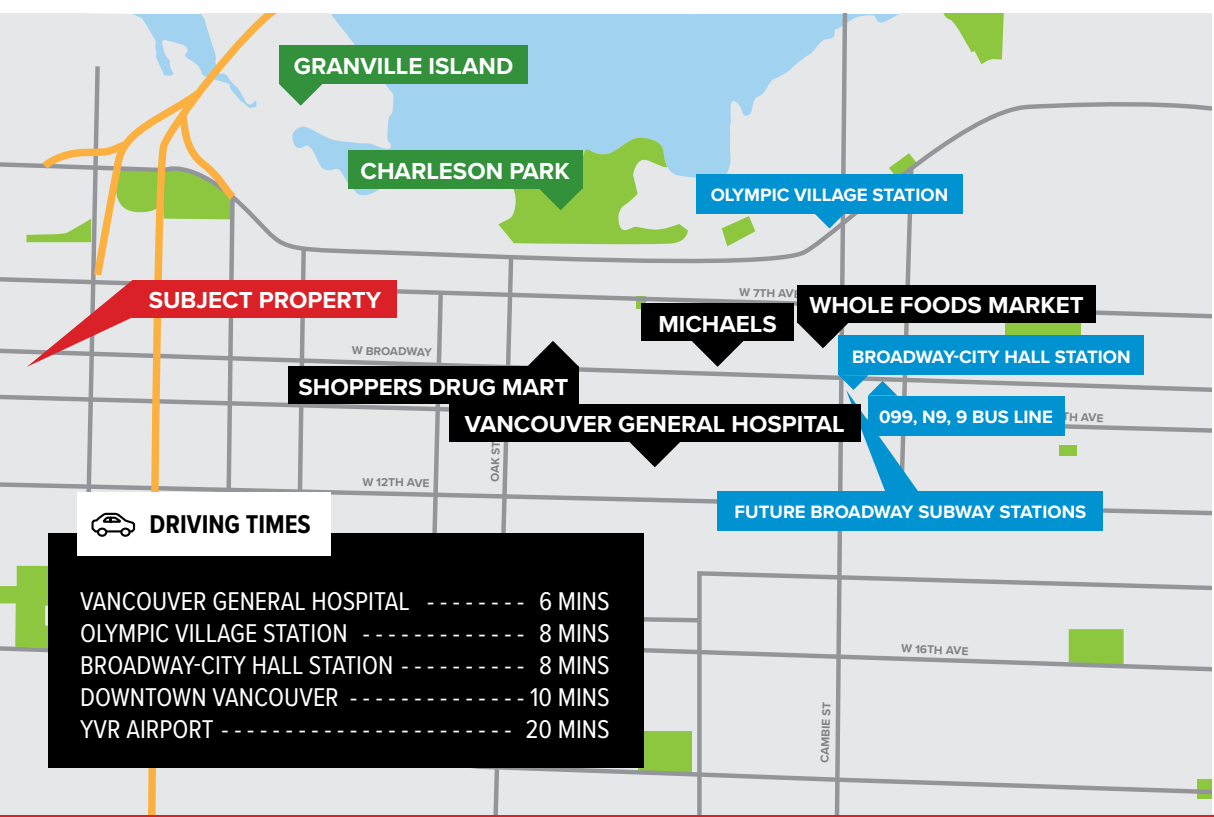 GRANVILLE ISLAND
CHARLESON PARK
OLYMPIC VILLAGE STATION
SUBJECT PROPERTY
W 7TH AVE
WHOLE FOODS MARKET
MICHAELS
W BROADWAY
BROADWAY-CITY HALL STATION
SHOPPERS DRUG MART
099, N9, 9 BUS LINE
TH AVE
VANCOUVER GENERAL HOSPITAL
OAK ST
W 12TH AVE
FUTURE BROADWAY SUBWAY STATIONS
DRIVING TIMES
VANCOUVER GENERAL HOSPITAL - - - - - - - - 6 MINS
OLYMPIC VILLAGE STATION - - - - - - - - - - - - - 8 MINS
BROADWAY-CITY HALL STATION - - - - - - - - - - 8 MINS
DOWNTOWN VANCOUVER - - - - - - - - - - - - - - 10 MINS
YVR AIRPORT - - - - - - - - - - - - - - - - - - - - - - - 20 MINS
W 16TH AVE
CAMBIE ST